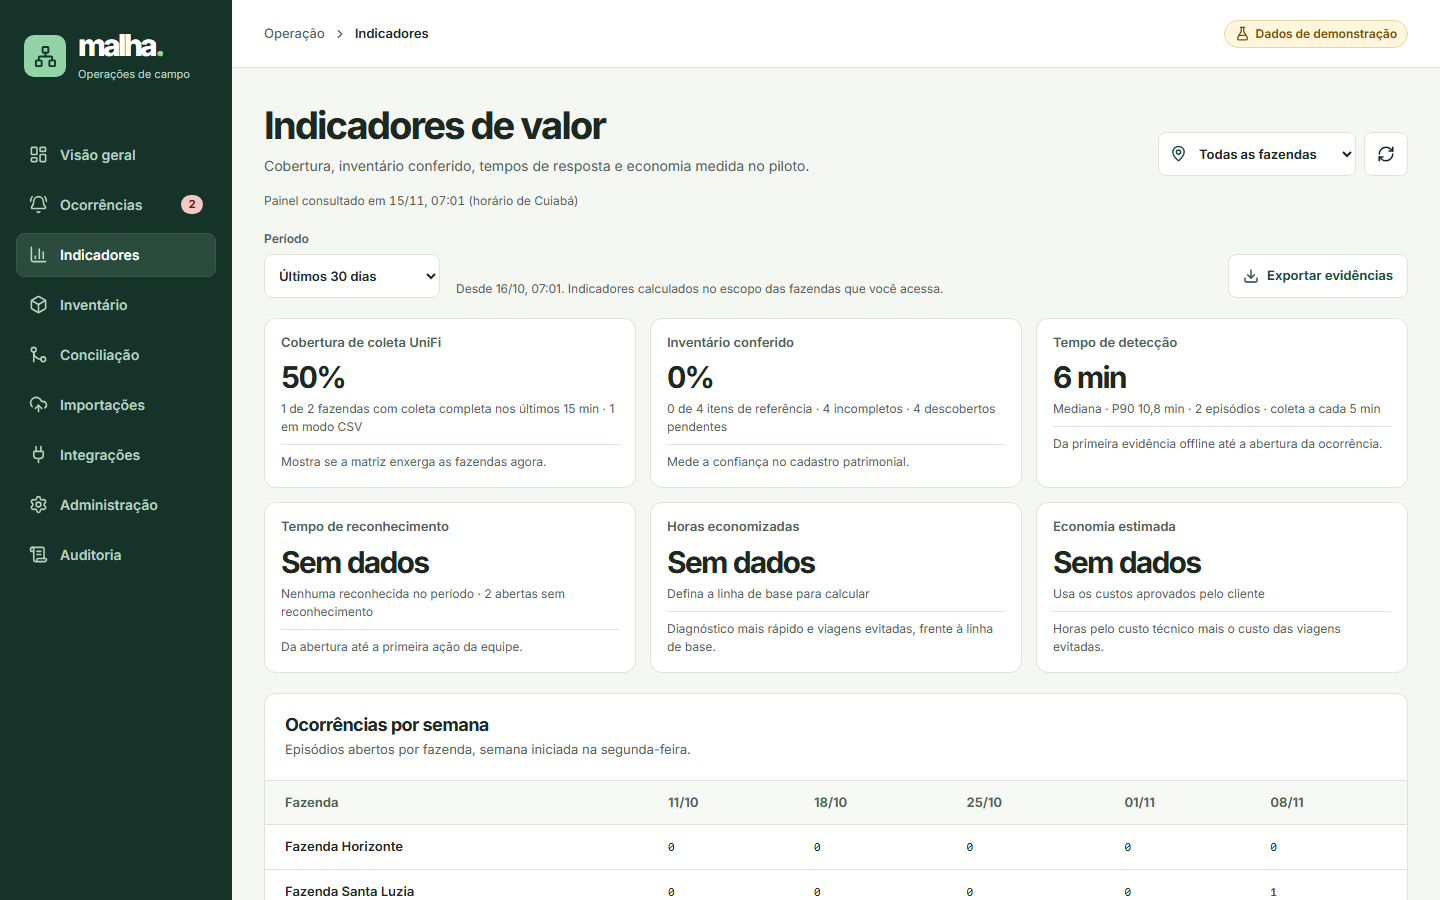 malha.
Operações de campo
Visão geral
Ocorrências 2
Indicadores
Inventário
Conciliação
Importações
Integrações
Administração
Auditoria
Operação > Indicadores
Dados de demonstração
Indicadores de valor
Cobertura, inventário conferido, tempos de resposta e economia medida no piloto.
Painel consultado em 15/11, 07:01 (horário de Cuiabá)
Todas as fazendas
Período
Últimos 30 dias
Desde 16/10, 07:01. Indicadores calculados no escopo das fazendas que você acessa.
Exportar evidências
Cobertura de coleta UniFi
50%
1 de 2 fazendas com coleta completa nos últimos 15 min · 1
em modo CSV
Mostra se a matriz enxerga as fazendas agora.
Inventário conferido
0%
0 de 4 itens de referência · 4 incompletos · 4 descobertos
pendentes
Mede a confiança no cadastro patrimonial.
Tempo de detecção
6 min
Mediana · P90 10,8 min · 2 episódios · coleta a cada 5 min
Da primeira evidência offline até a abertura da ocorrência.
Tempo de reconhecimento
Sem dados
Nenhuma reconhecida no período · 2 abertas sem
reconhecimento
Da abertura até a primeira ação da equipe.
Horas economizadas
Sem dados
Defina a linha de base para calcular
Diagnóstico mais rápido e viagens evitadas, frente à linha
de base.
Economia estimada
Sem dados
Usa os custos aprovados pelo cliente
Horas pelo custo técnico mais o custo das viagens
evitadas.
Ocorrências por semana
Episódios abertos por fazenda, semana iniciada na segunda-feira.
Fazenda 11/10 18/10 25/10 01/11 08/11
Fazenda Horizonte 0 0 0 0 0
Fazenda Santa Luzia 0 0 0 0 1